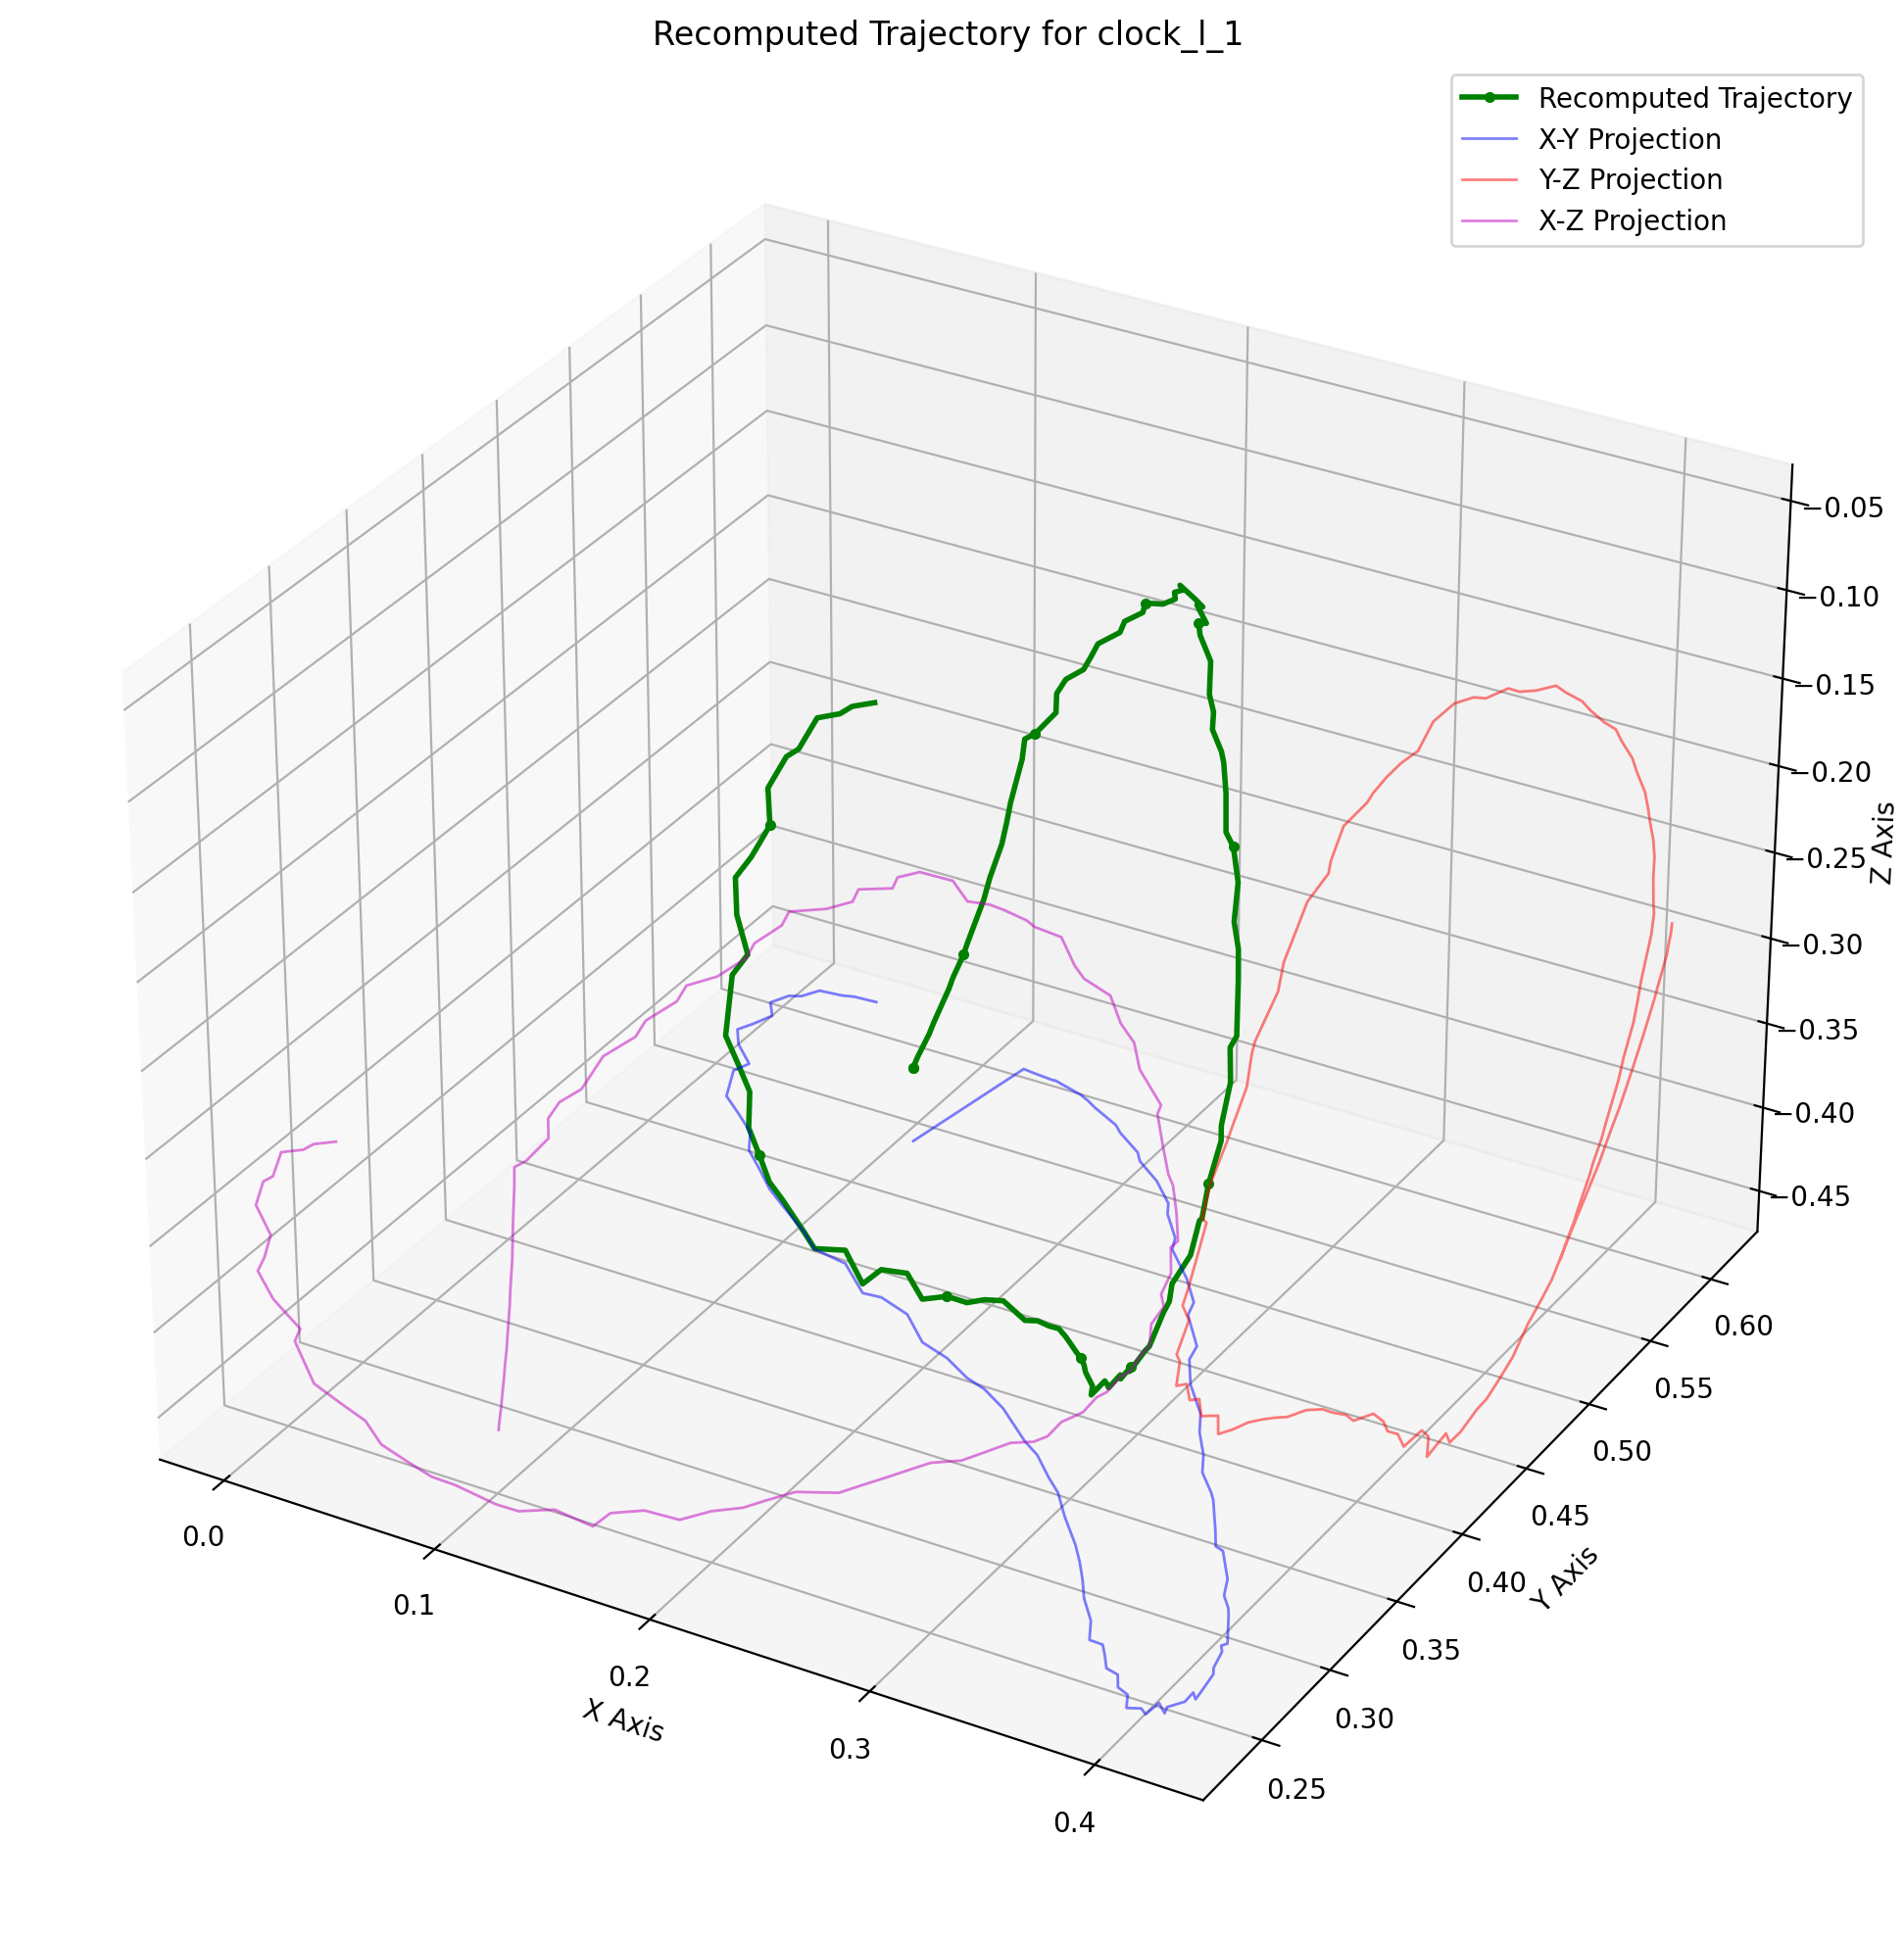 Recomputed Trajectory for clock_l_1
Recomputed Trajectory
X-Y Projection
Y-Z Projection
X-Z Projection
−0.05
−0.10
−0.15
−0.20
−0.25
−0.30
−0.35
−0.40
−0.45
Z Axis
0.60
0.55
0.50
0.45
0.40
0.35
0.30
0.25
Y Axis
0.0
0.1
0.2
0.3
0.4
X Axis